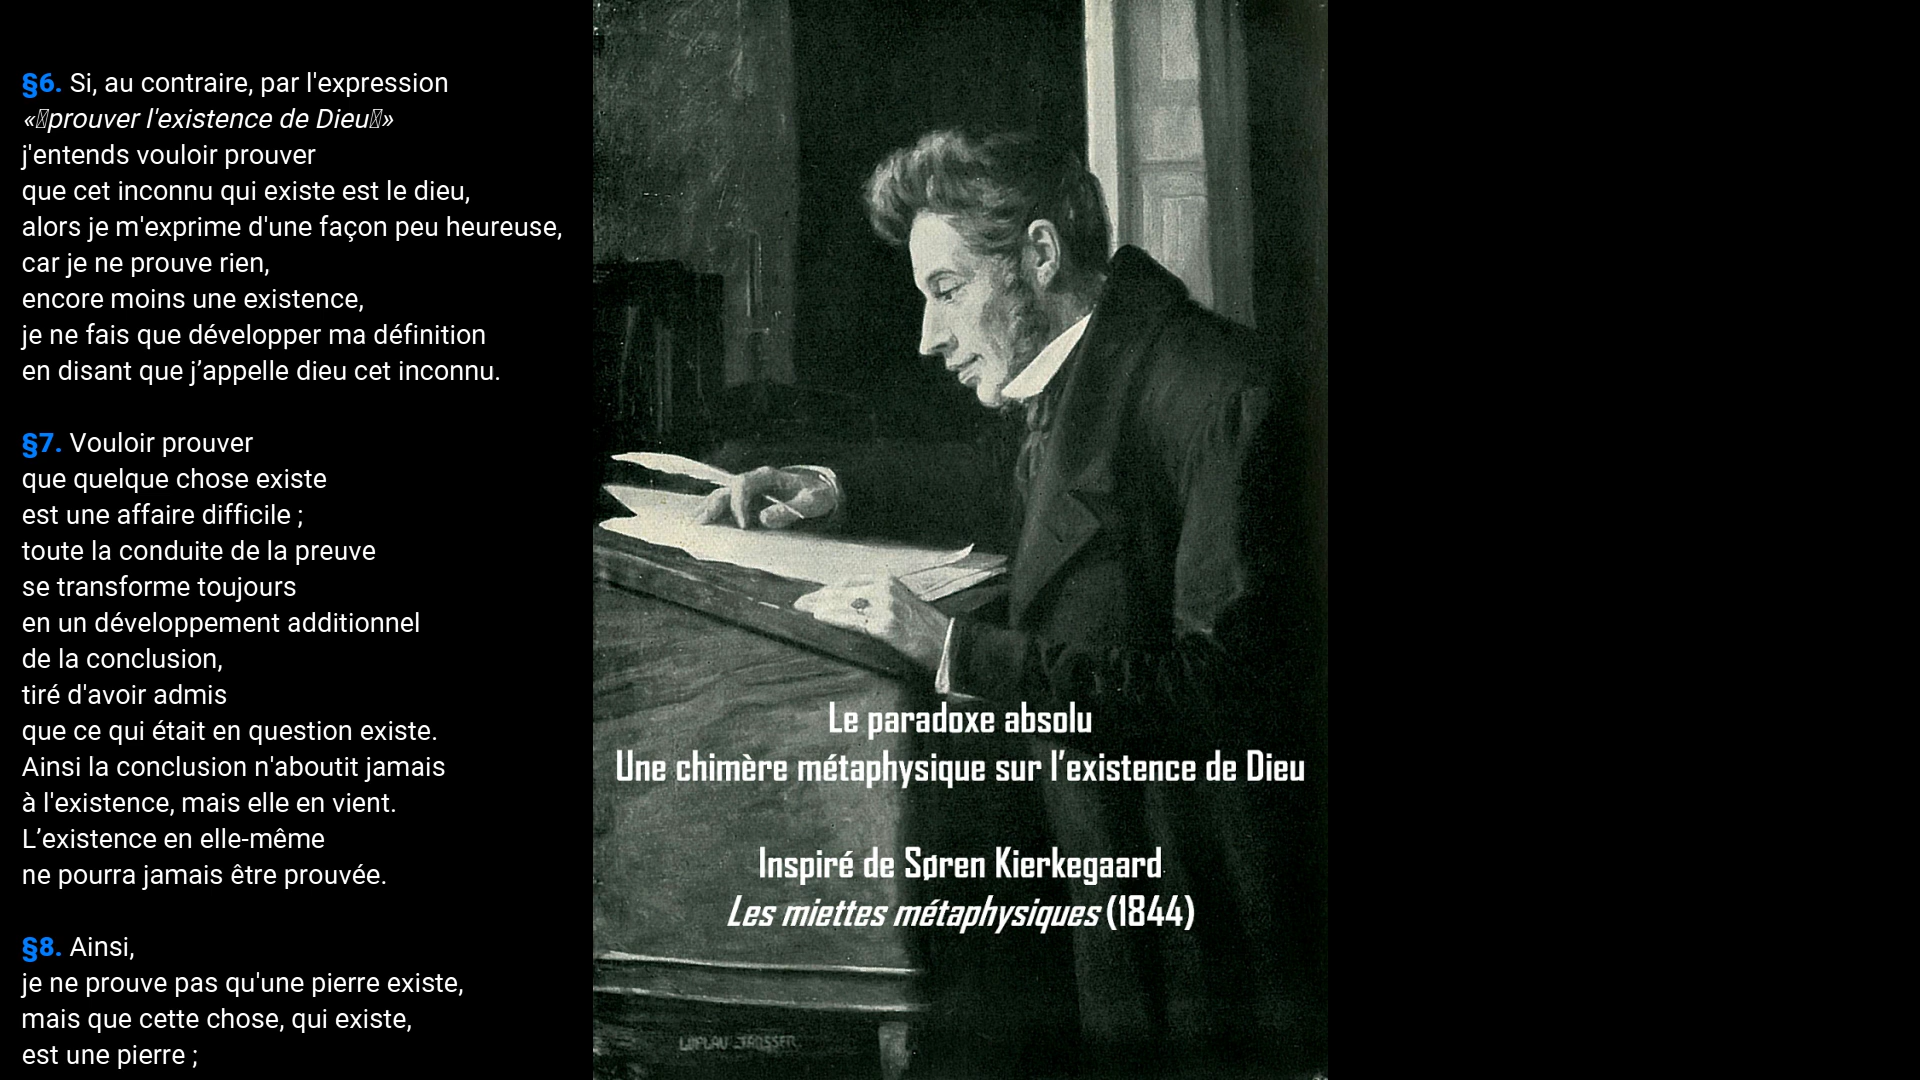 §6. Si, au contraire, par l'expression
«prouver l'existence de Dieu»
j'entends vouloir prouver
que cet inconnu qui existe est le dieu,
alors je m'exprime d'une façon peu heureuse,
car je ne prouve rien,
encore moins une existence,
je ne fais que développer ma définition
en disant que j’appelle dieu cet inconnu.
§7. Vouloir prouver
que quelque chose existe
est une affaire difficile ;
toute la conduite de la preuve
se transforme toujours
en un développement additionnel
de la conclusion,
tiré d'avoir admis
que ce qui était en question existe.
Ainsi la conclusion n'aboutit jamais
à l'existence, mais elle en vient.
L’existence en elle-même
ne pourra jamais être prouvée.
§8. Ainsi,
je ne prouve pas qu'une pierre existe,
mais que cette chose, qui existe,
est une pierre ;
Le paradoxe absolu
Une chimère métaphysique sur l’existence de Dieu
Inspiré de Søren Kierkegaard
Les miettes métaphysiques (1844)